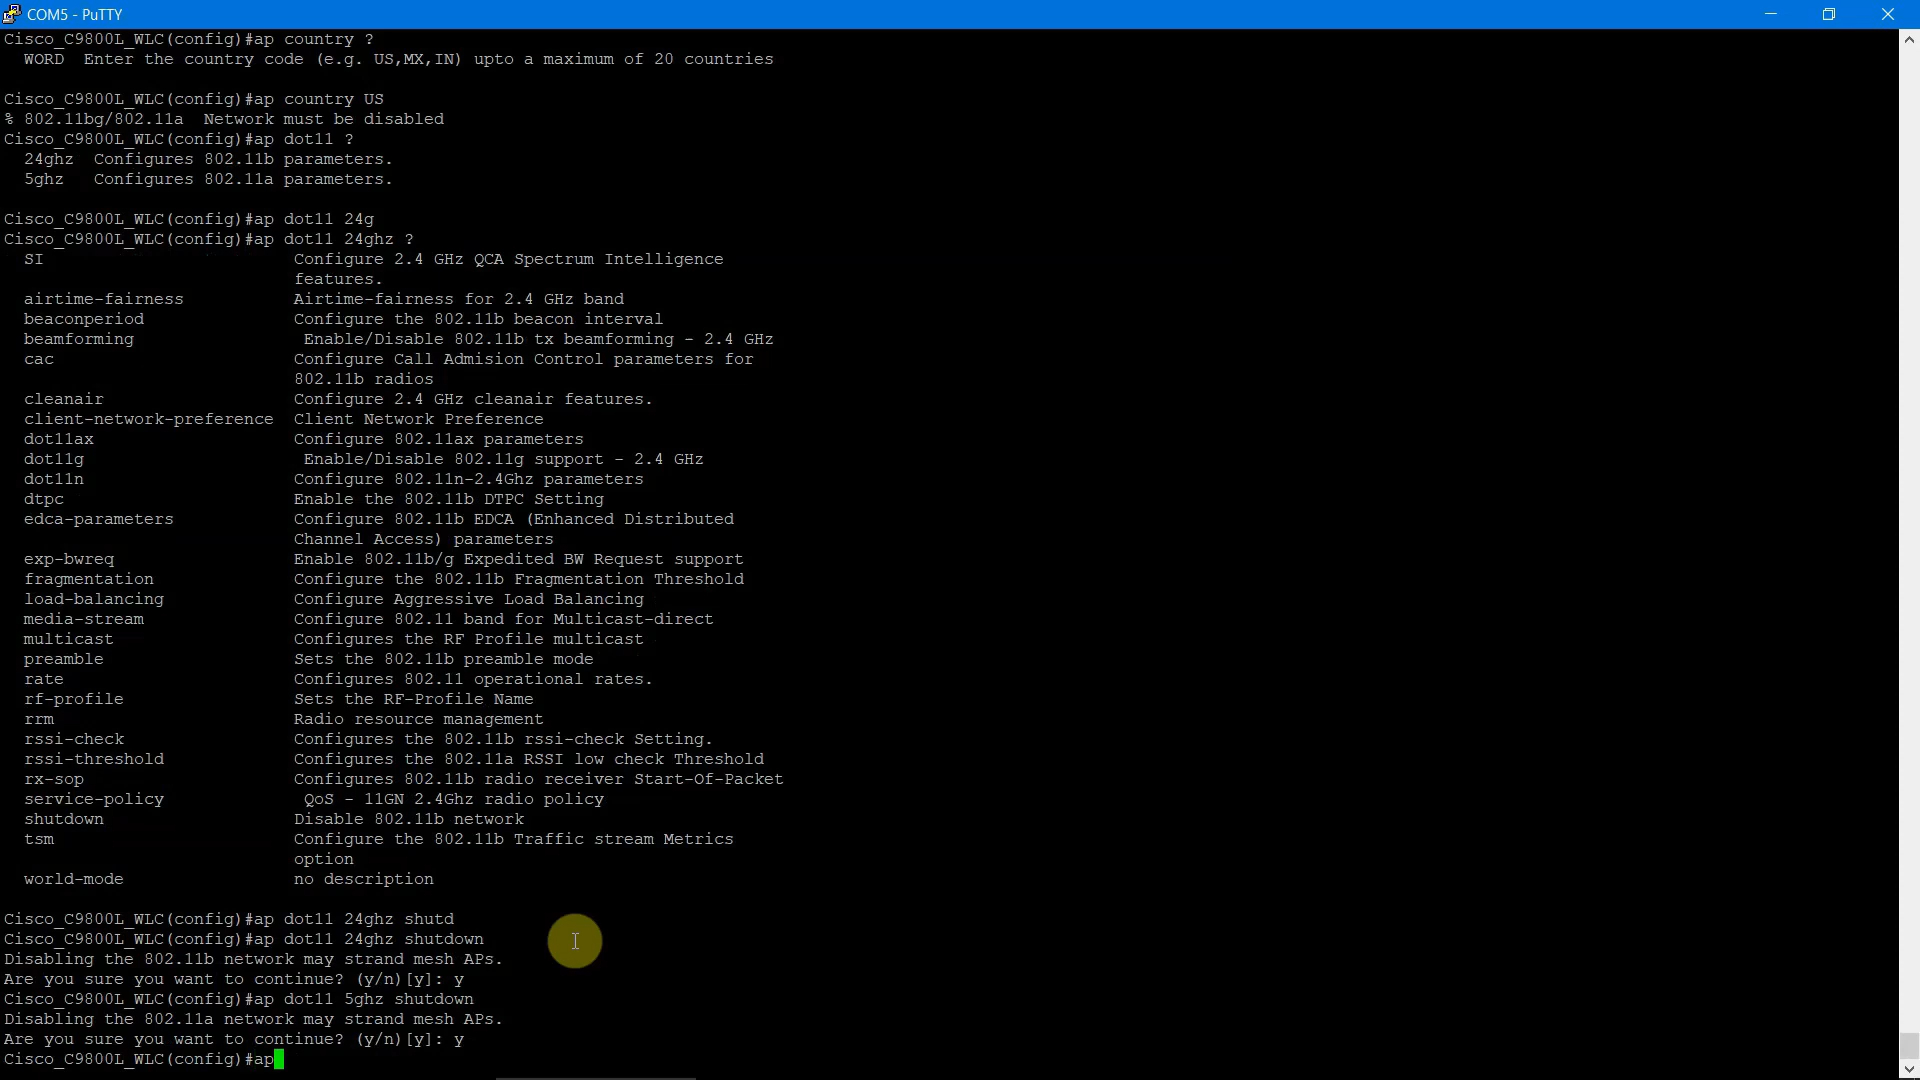 COM5 - PuTTY
Cisco_C9800L_WLC(config)#ap country ?
  WORD  Enter the country code (e.g. US,MX,IN) upto a maximum of 20 countries

Cisco_C9800L_WLC(config)#ap country US
% 802.11bg/802.11a  Network must be disabled
Cisco_C9800L_WLC(config)#ap dot11 ?
  24ghz  Configures 802.11b parameters.
  5ghz   Configures 802.11a parameters.

Cisco_C9800L_WLC(config)#ap dot11 24g
Cisco_C9800L_WLC(config)#ap dot11 24ghz ?
  SI                         Configure 2.4 GHz QCA Spectrum Intelligence
                             features.
  airtime-fairness           Airtime-fairness for 2.4 GHz band
  beaconperiod               Configure the 802.11b beacon interval
  beamforming                 Enable/Disable 802.11b tx beamforming - 2.4 GHz
  cac                        Configure Call Admision Control parameters for
                             802.11b radios
  cleanair                   Configure 2.4 GHz cleanair features.
  client-network-preference  Client Network Preference
  dot11ax                    Configure 802.11ax parameters
  dot11g                      Enable/Disable 802.11g support - 2.4 GHz
  dot11n                     Configure 802.11n-2.4Ghz parameters
  dtpc                       Enable the 802.11b DTPC Setting
  edca-parameters            Configure 802.11b EDCA (Enhanced Distributed
                             Channel Access) parameters
  exp-bwreq                  Enable 802.11b/g Expedited BW Request support
  fragmentation              Configure the 802.11b Fragmentation Threshold
  load-balancing             Configure Aggressive Load Balancing
  media-stream               Configure 802.11 band for Multicast-direct
  multicast                  Configures the RF Profile multicast
  preamble                   Sets the 802.11b preamble mode
  rate                       Configures 802.11 operational rates.
  rf-profile                 Sets the RF-Profile Name
  rrm                        Radio resource management
  rssi-check                 Configures the 802.11b rssi-check Setting.
  rssi-threshold             Configures the 802.11a RSSI low check Threshold
  rx-sop                     Configures 802.11b radio receiver Start-Of-Packet
  service-policy              QoS - 11GN 2.4Ghz radio policy
  shutdown                   Disable 802.11b network
  tsm                        Configure the 802.11b Traffic stream Metrics
                             option
  world-mode                 no description

Cisco_C9800L_WLC(config)#ap dot11 24ghz shutd
Cisco_C9800L_WLC(config)#ap dot11 24ghz shutdown
Disabling the 802.11b network may strand mesh APs.
Are you sure you want to continue? (y/n)[y]: y
Cisco_C9800L_WLC(config)#ap dot11 5ghz shutdown
Disabling the 802.11a network may strand mesh APs.
Are you sure you want to continue? (y/n)[y]: y
Cisco_C9800L_WLC(config)#ap